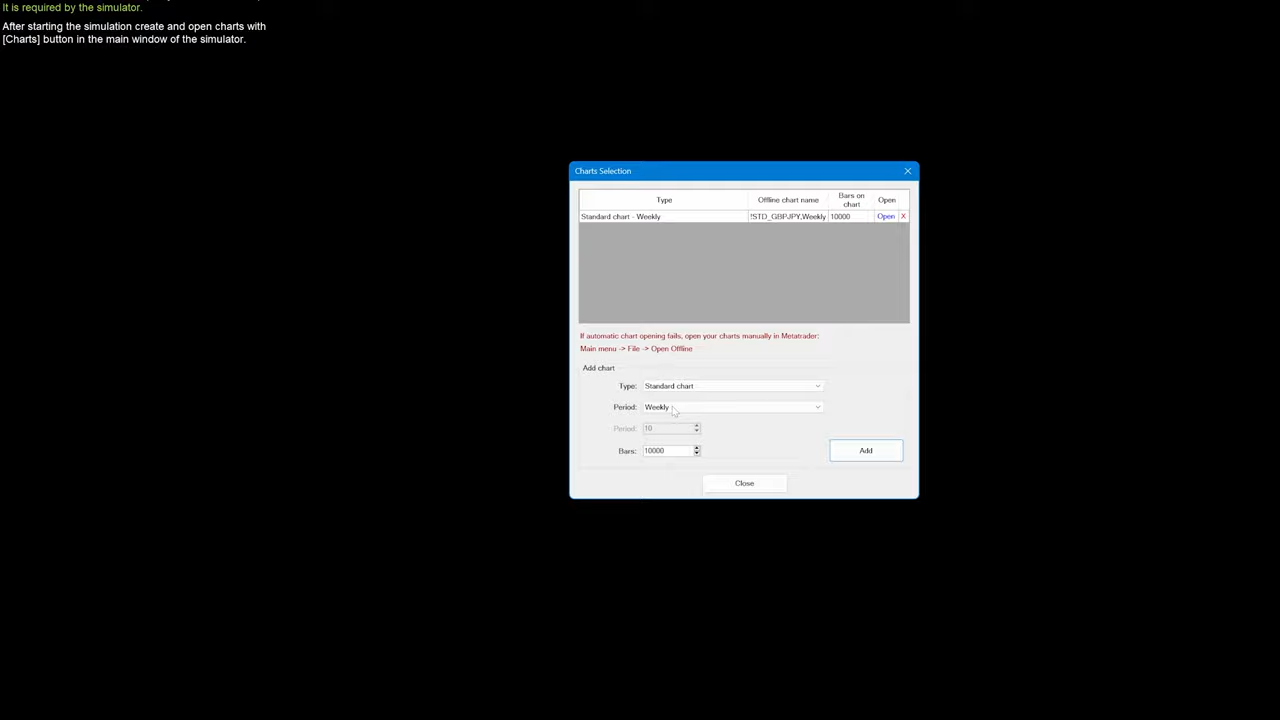 It is required by the simulator.
After starting the simulation create and open charts with
[Charts] button in the main window of the simulator.
Charts Selection
Type Offline chart name Bars on chart Open
Standard chart - Weekly !STD_GBPJPY,Weekly 10000 Open X
If automatic chart opening fails, open your charts manually in Metatrader:
Main menu -> File -> Open Offline
Add chart
Type: Standard chart
Period: Weekly
Period: 10
Bars: 10000
Add
Close